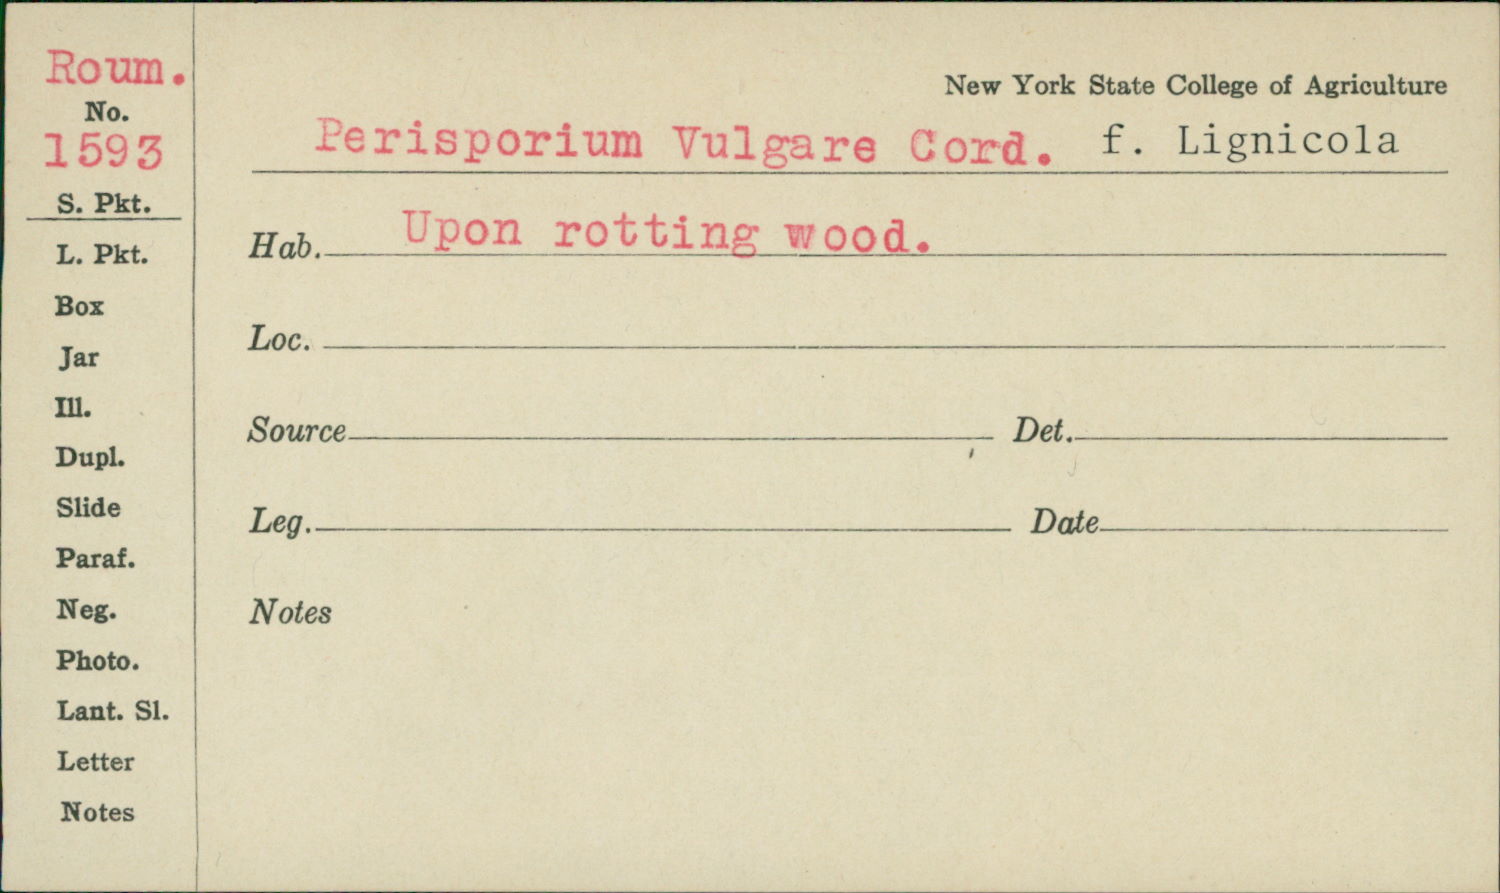 Roum.
No.
1593
S. Pkt.
L. Pkt.
Box
Jar
Ill.
Dupl.
Slide
Paraf.
Neg.
Photo.
Lant. Sl.
Letter
Notes
New York State College of Agriculture
Perisporium Vulgare Cord. f. Lignicola
Hab. Upon rotting wood.
Loc.
Source Det.
Leg. Date
Notes